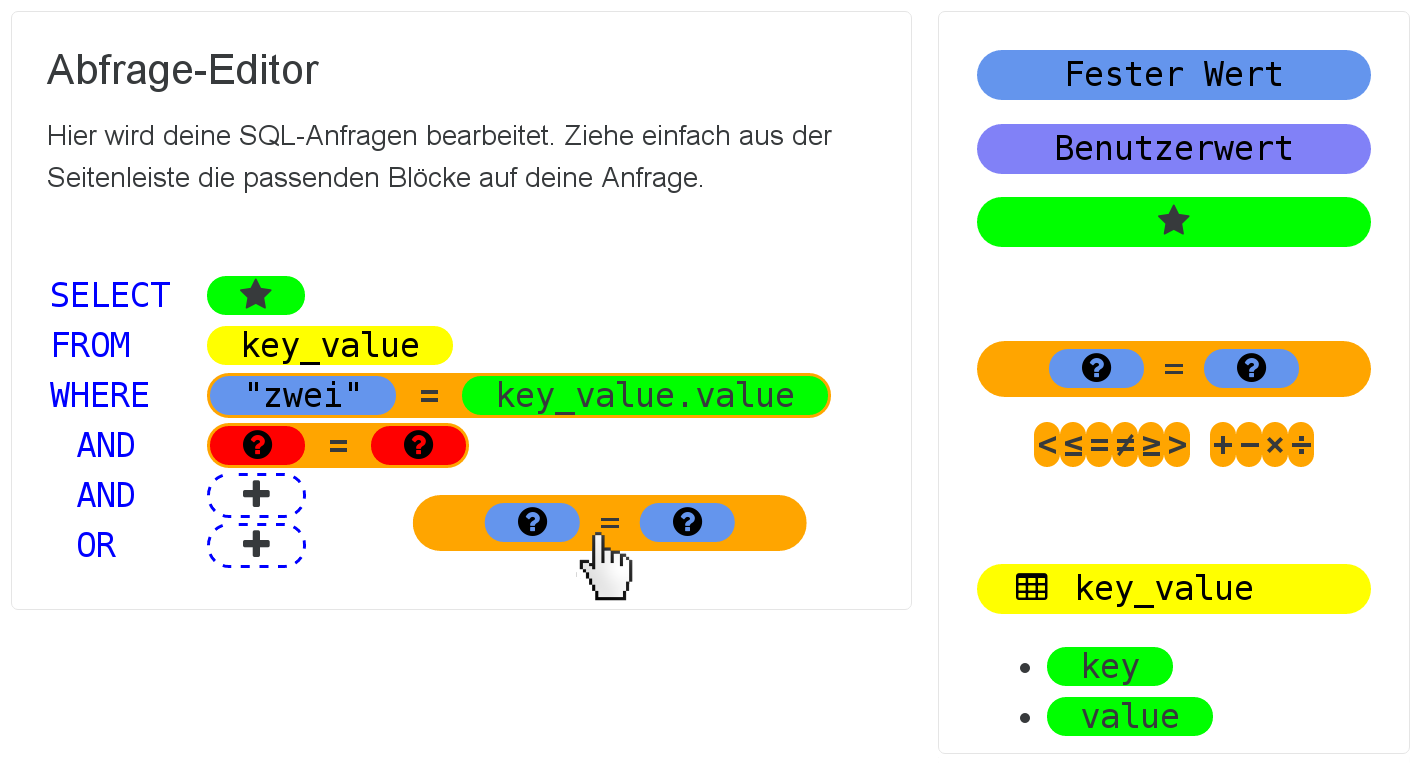 Abfrage-Editor
Hier wird deine SQL-Anfragen bearbeitet. Ziehe einfach aus der
Seitenleiste die passenden Blöcke auf deine Anfrage.
SELECT ★
FROM key_value
WHERE "zwei" = key_value.value
AND ? = ?
AND +
OR +
? = ?
Fester Wert
Benutzerwert
★
? = ?
< ≤ = ≠ ≥ > + − × ÷
key_value
• key
• value